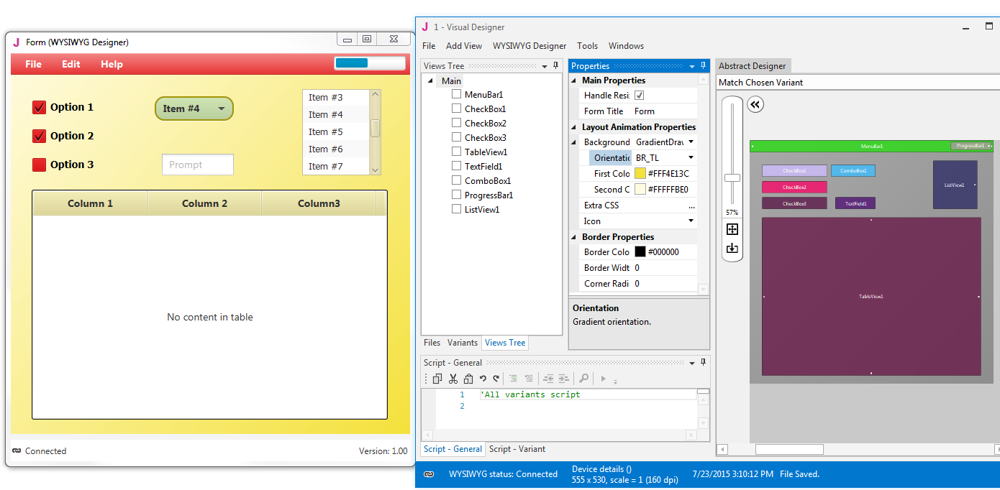 Form (WYSIWYG Designer)
File Edit Help
Option 1
Option 2
Option 3
Item #4
Prompt
Item #3
Item #4
Item #5
Item #6
Item #7
Column 1 Column 2 Column3
No content in table
Connected
Version: 1.00
1 - Visual Designer
File Add View WYSIWYG Designer Tools Windows
Views Tree
Main
MenuBar1
CheckBox1
CheckBox2
CheckBox3
TableView1
TextField1
ComboBox1
ProgressBar1
ListView1
Files Variants Views Tree
Properties
Main Properties
Handle Resi
Form Title Form
Layout Animation Properties
Background GradientDrav
Orientatic BR_TL
First Colo #FFF4E13C
Second C #FFFFFBE0
Extra CSS ...
Icon
Border Properties
Border Colo #000000
Border Widt 0
Corner Radi 0
Orientation
Gradient orientation.
Script - General
1 'All variants script
2
Script - General Script - Variant
Abstract Designer
Match Chosen Variant
57%
MenuBar1
ProgressBar1
CheckBox1
ComboBox1
CheckBox2
CheckBox3
TextField1
ListView1
TableView1
WYSIWYG status: Connected
Device details ()
555 x 530, scale = 1 (160 dpi)
7/23/2015 3:10:12 PM File Saved.